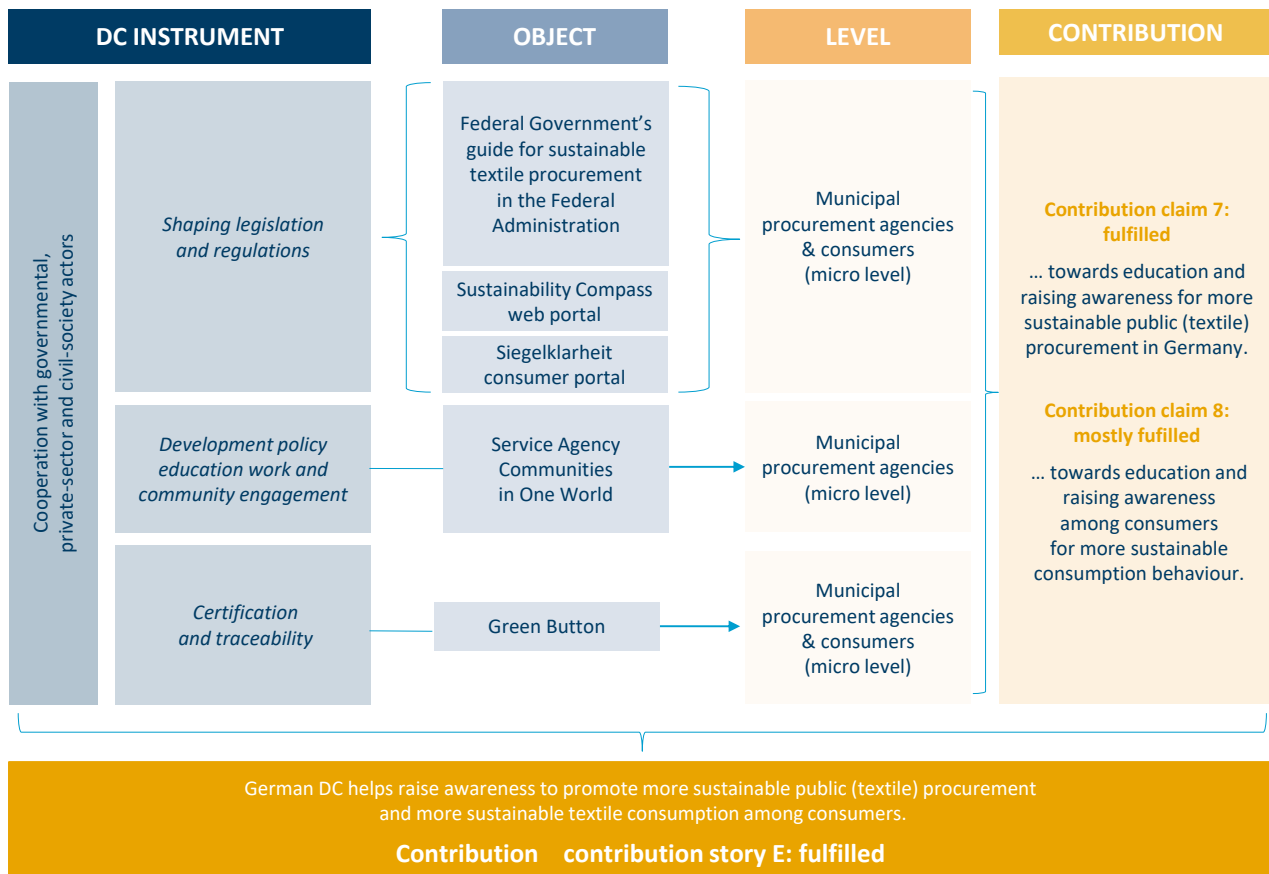 DC INSTRUMENT
OBJECT
LEVEL
CONTRIBUTION
Cooperation with governmental,
private-sector and civil-society actors
Shaping legislation
and regulations
Federal Government’s
guide for sustainable
textile procurement
in the Federal
Administration
Sustainability Compass
web portal
Siegelklarheit
consumer portal
Municipal
procurement agencies
& consumers
(micro level)
Development policy
education work and
community engagement
Service Agency
Communities
in One World
Municipal
procurement agencies
(micro level)
Certification
and traceability
Green Button
Municipal
procurement agencies
& consumers
(micro level)
Contribution claim 7:
fulfilled
... towards education and
raising awareness for more
sustainable public (textile)
procurement in Germany.
Contribution claim 8:
mostly fufilled
... towards education and
raising awareness
among consumers
for more sustainable
consumption behaviour.
German DC helps raise awareness to promote more sustainable public (textile) procurement
and more sustainable textile consumption among consumers.
Contribution contribution story E: fulfilled